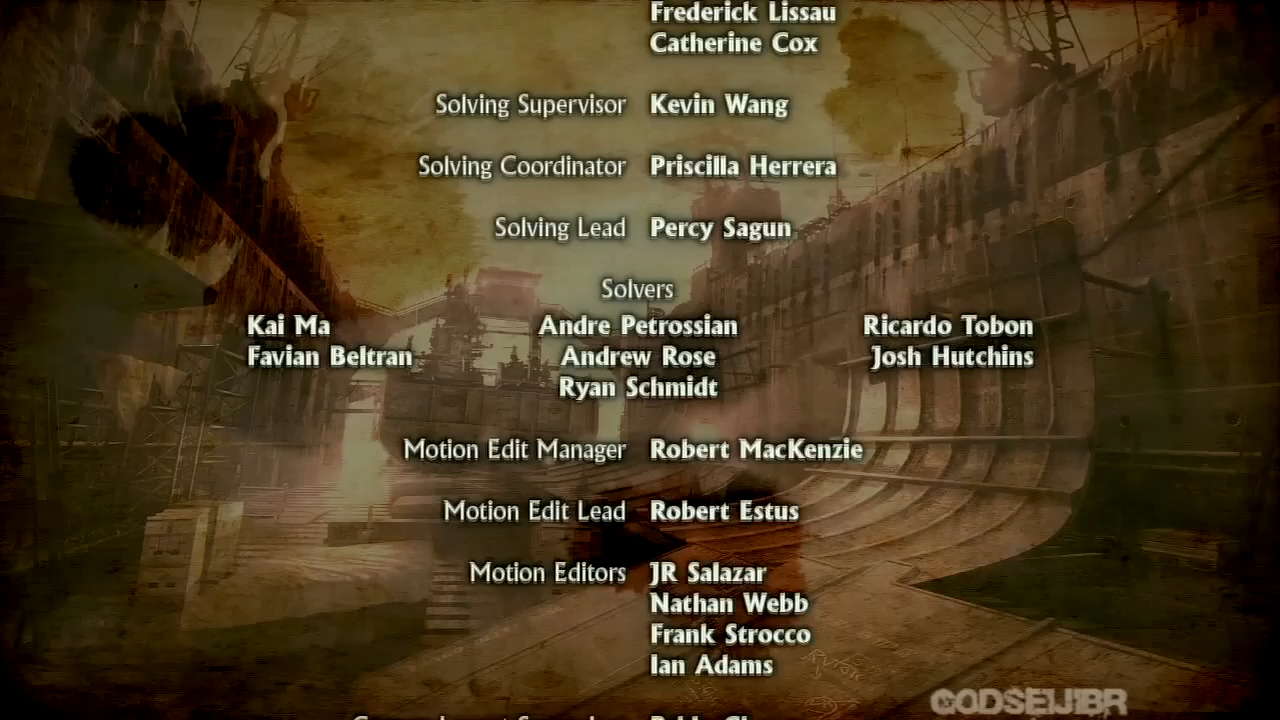 Frederick Lissau
Catherine Cox
Solving Supervisor Kevin Wang
Solving Coordinator Priscilla Herrera
Solving Lead Percy Sagun
Solvers
Kai Ma Andre Petrossian Ricardo Tobon
Favian Beltran Andrew Rose Josh Hutchins
Ryan Schmidt
Motion Edit Manager Robert MacKenzie
Motion Edit Lead Robert Estus
Motion Editors JR Salazar
Nathan Webb
Frank Strocco
Ian Adams
GODSEIJIBR